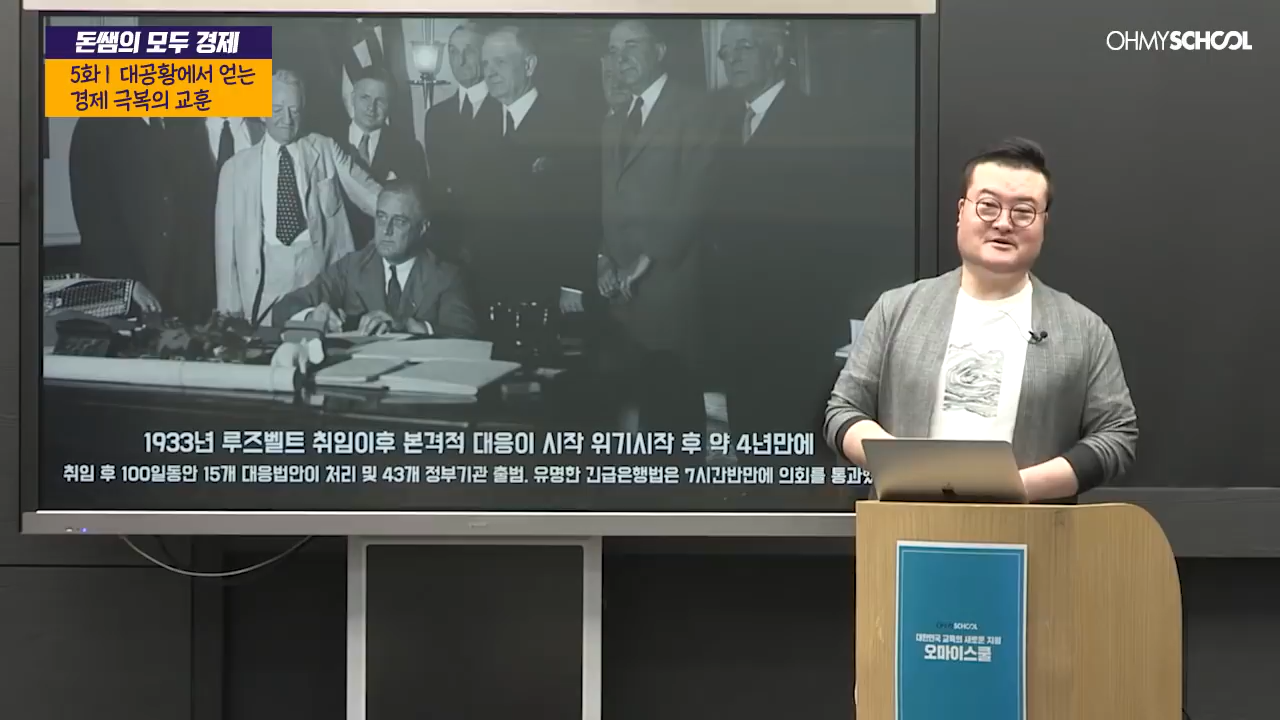 돈쌤의 모두 경제
5화 | 대공황에서 얻는
경제 극복의 교훈
OHMYSCHOOL
1933년 루즈벨트 취임이후 본격적 대응이 시작 위기시작 후 약 4년만에
취임 후 100일동안 15개 대응법안이 처리 및 43개 정부기관 출범. 유명한 긴급은행법은 7시간반만에 의회를 통과
OHMYSCHOOL
대한민국 교육의 새로운 지평
오마이스쿨